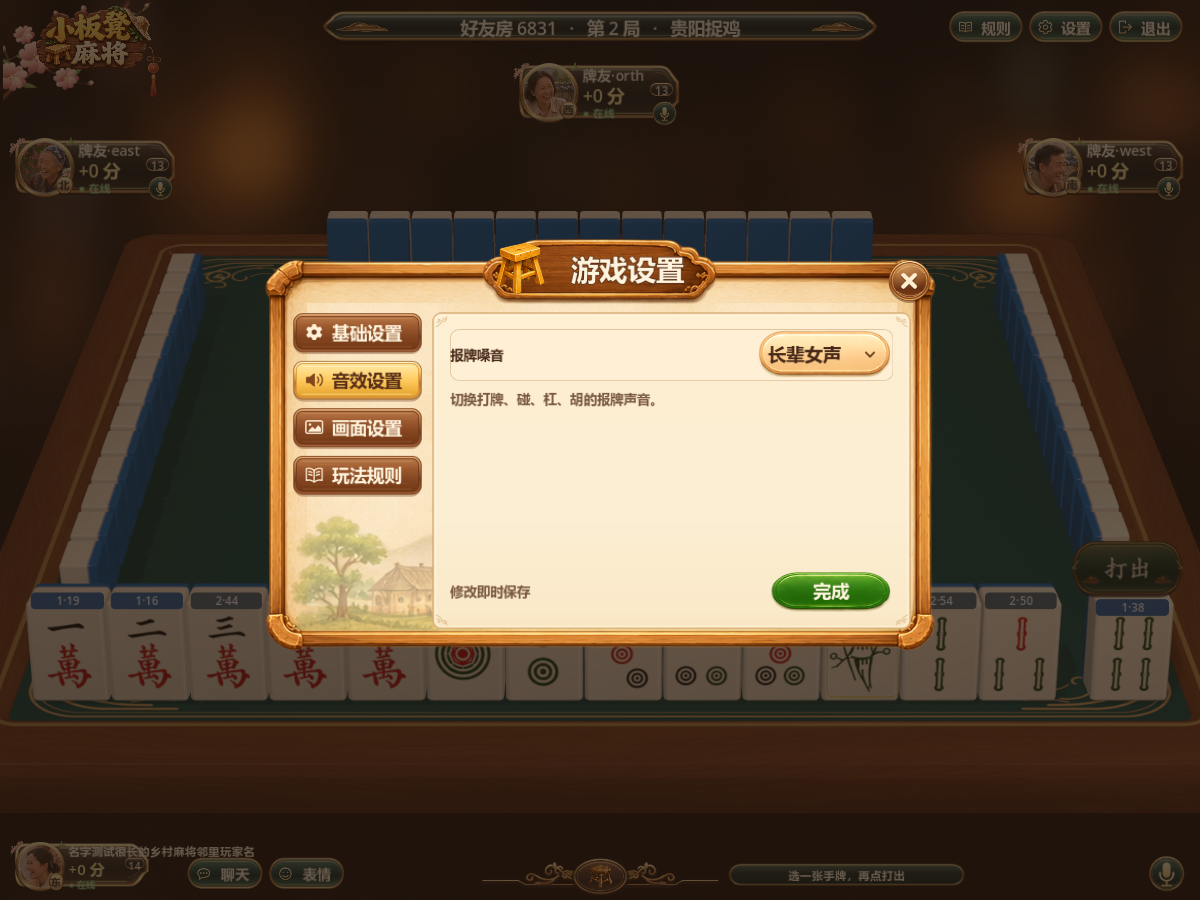 小板凳
麻将
好友房 6831 · 第 2 局 · 贵阳捉鸡
规则
设置
退出
牌友·orth
+0 分
13
西
在线
牌友·east
+0 分
13
北
在线
牌友·west
+0 分
13
南
在线
游戏设置
基础设置
音效设置
画面设置
玩法规则
报牌嗓音
长辈女声
切换打牌、碰、杠、胡的报牌声音。
修改即时保存
完成
打出
1·19
1·16
2·44
2·54
2·50
1·38
一萬
二萬
三萬
萬
萬
名字测试很长的乡村麻将邻里玩家名
+0 分
14
东
在线
聊天
表情
选一张手牌，再点打出